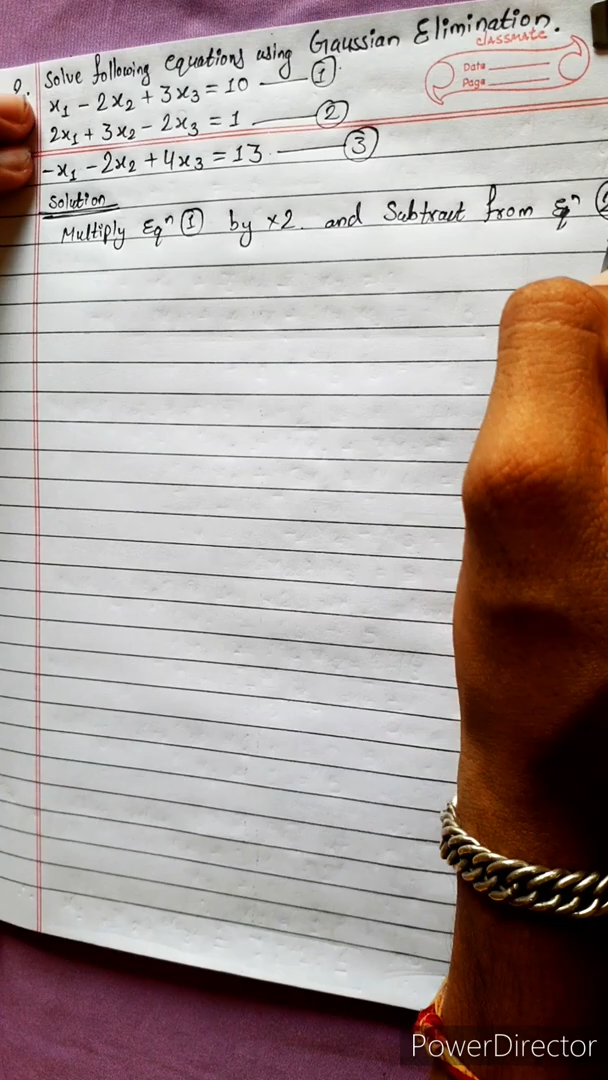 Q. Solve following equations using Gaussian Elimination.
classmate
Date
Page
x₁ - 2x₂ + 3x₃ = 10 —— ①
2x₁ + 3x₂ - 2x₃ = 1 —— ②
-x₁ - 2x₂ + 4x₃ = 13 —— ③
Solution
Multiply Eqⁿ ① by ×2. and Subtract from Eqⁿ
PowerDirector